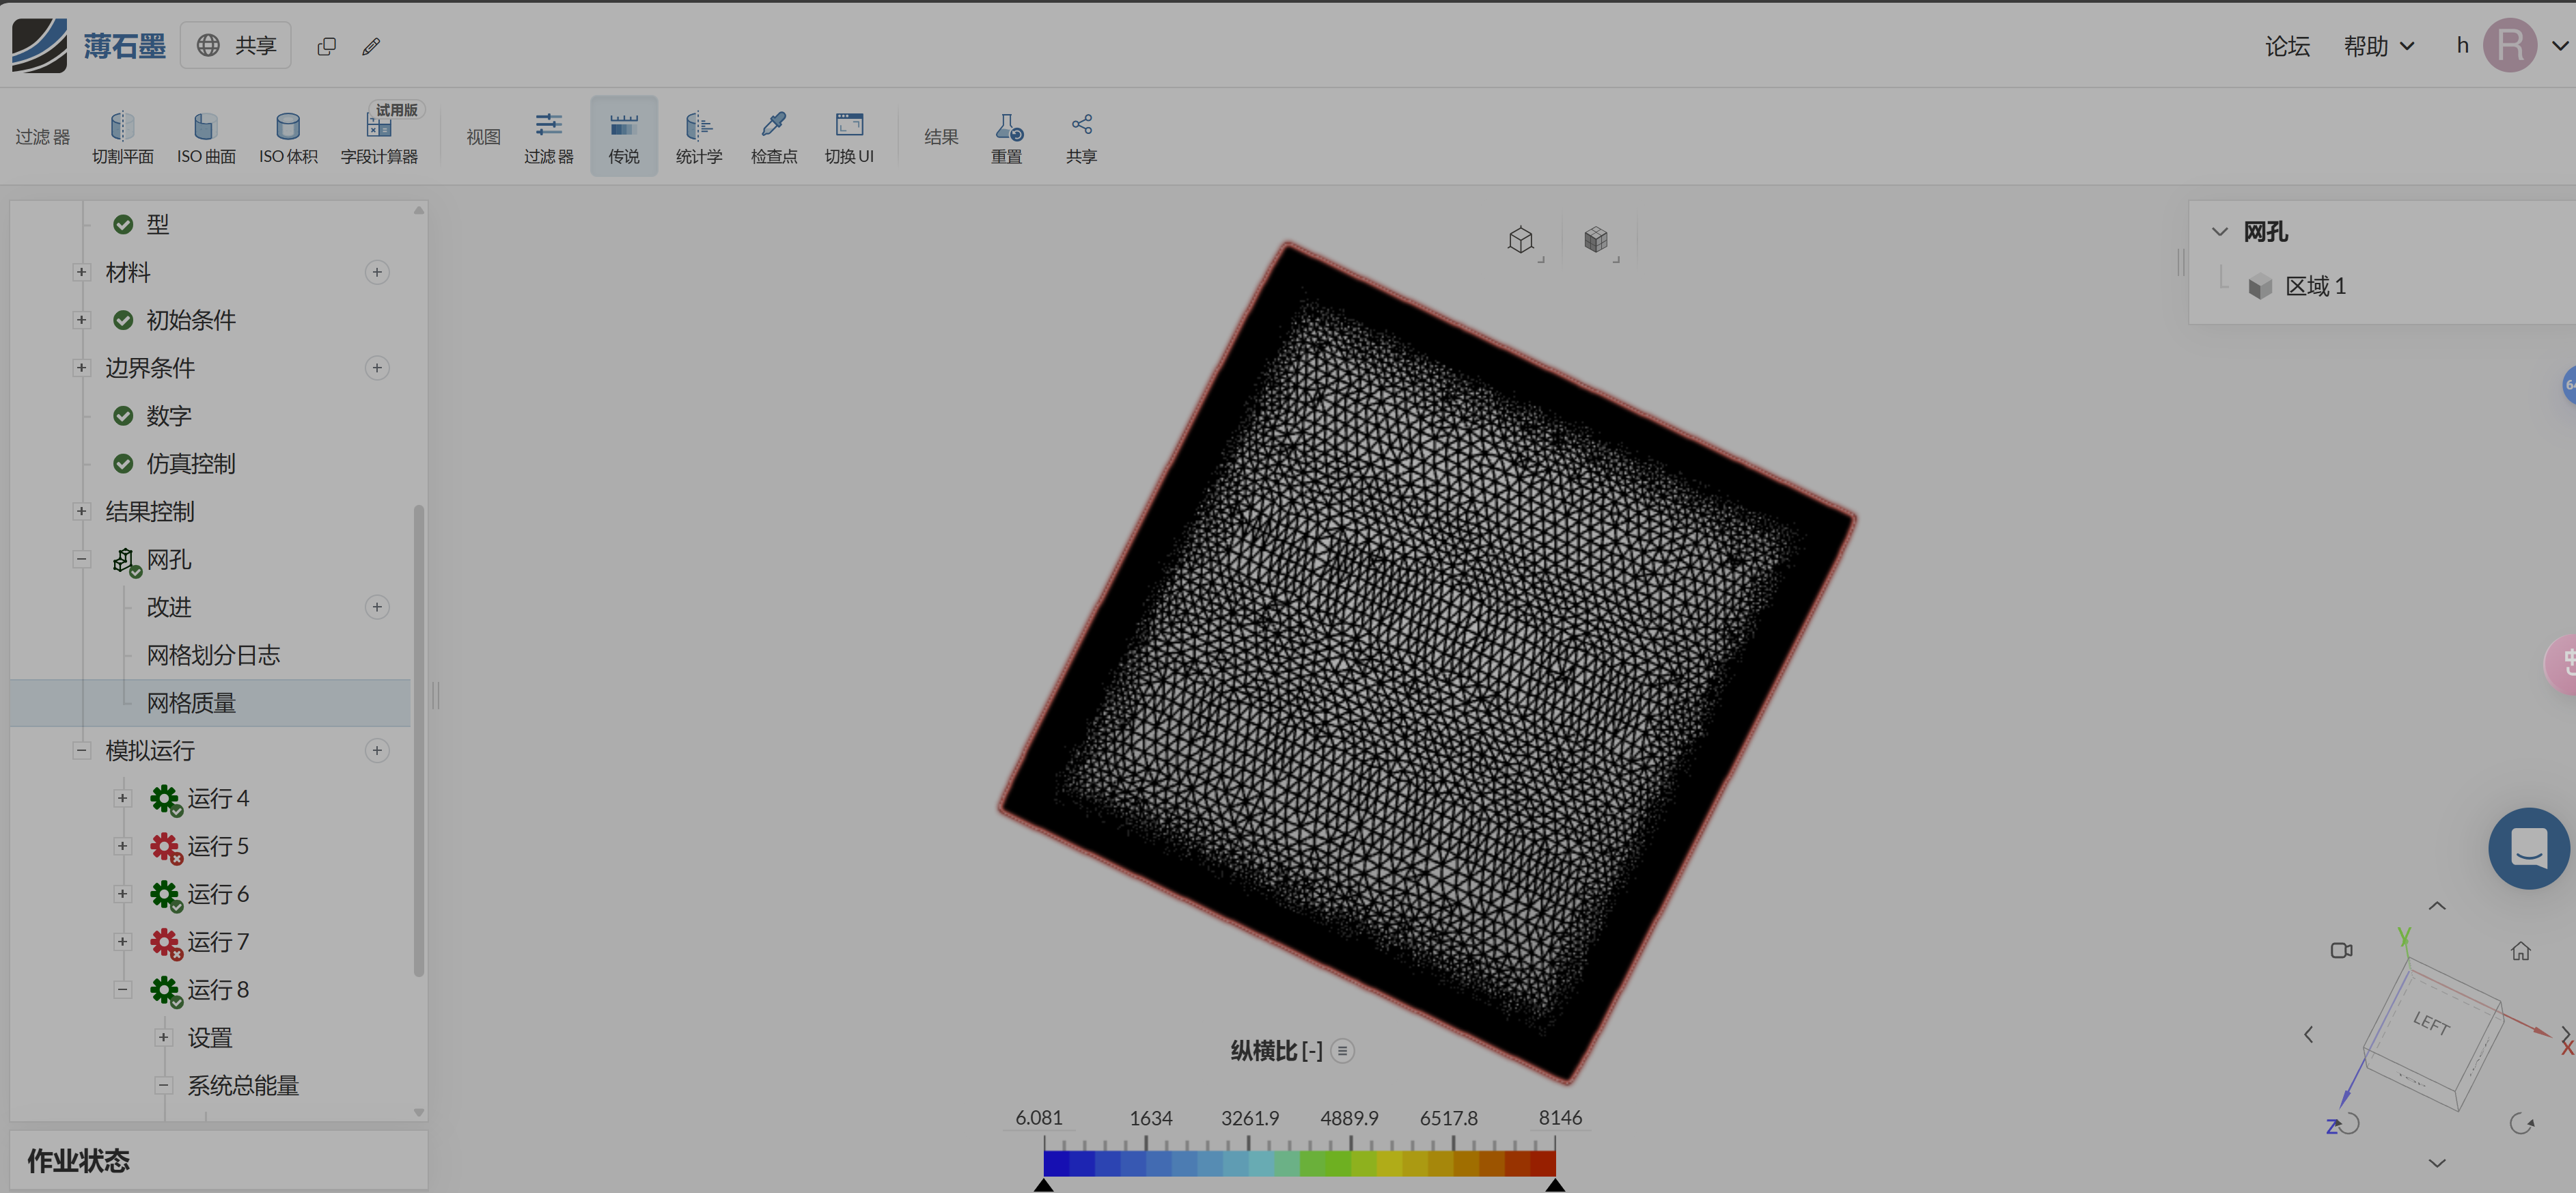 薄石墨
共享
论坛
帮助
h
R
过滤器
切割平面
ISO 曲面
ISO 体积
试用版
字段计算器
视图
过滤器
传说
统计学
检查点
切换 UI
结果
重置
共享
型
材料
初始条件
边界条件
数字
仿真控制
结果控制
网孔
改进
网格划分日志
网格质量
模拟运行
运行 4
运行 5
运行 6
运行 7
运行 8
设置
系统总能量
作业状态
网孔
区域 1
纵横比 [-]
6.081
1634
3261.9
4889.9
6517.8
8146
y
LEFT
x
z